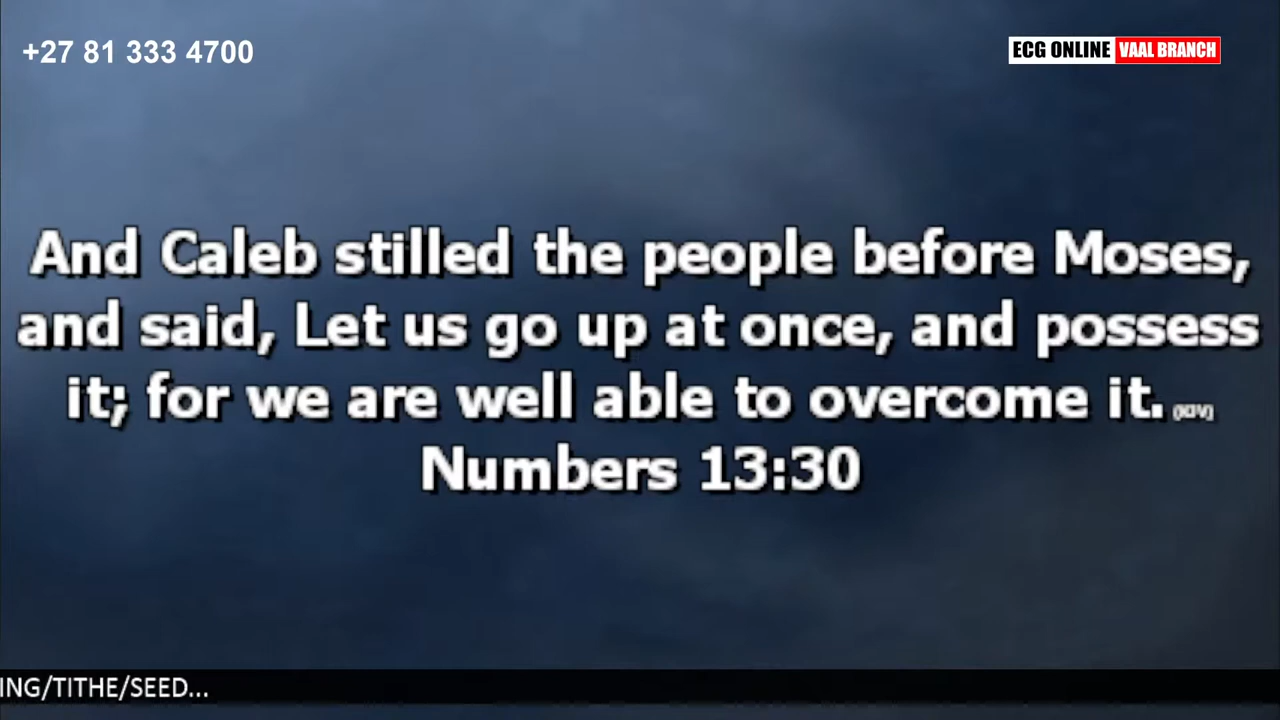 +27 81 333 4700
ECG ONLINE VAAL BRANCH
And Caleb stilled the people before Moses,
and said, Let us go up at once, and possess
it; for we are well able to overcome it. (KJV)
Numbers 13:30
ING/TITHE/SEED...